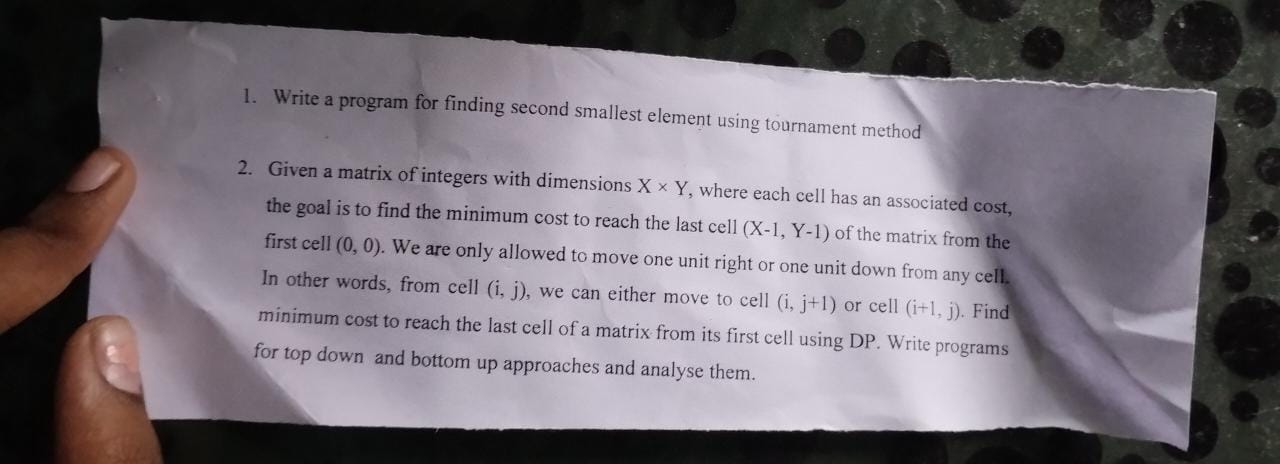 1. Write a program for finding second smallest element using tournament method
2. Given a matrix of integers with dimensions X × Y, where each cell has an associated cost,
the goal is to find the minimum cost to reach the last cell (X-1, Y-1) of the matrix from the
first cell (0, 0). We are only allowed to move one unit right or one unit down from any cell.
In other words, from cell (i, j), we can either move to cell (i, j+1) or cell (i+1, j). Find
minimum cost to reach the last cell of a matrix from its first cell using DP. Write programs
for top down and bottom up approaches and analyse them.